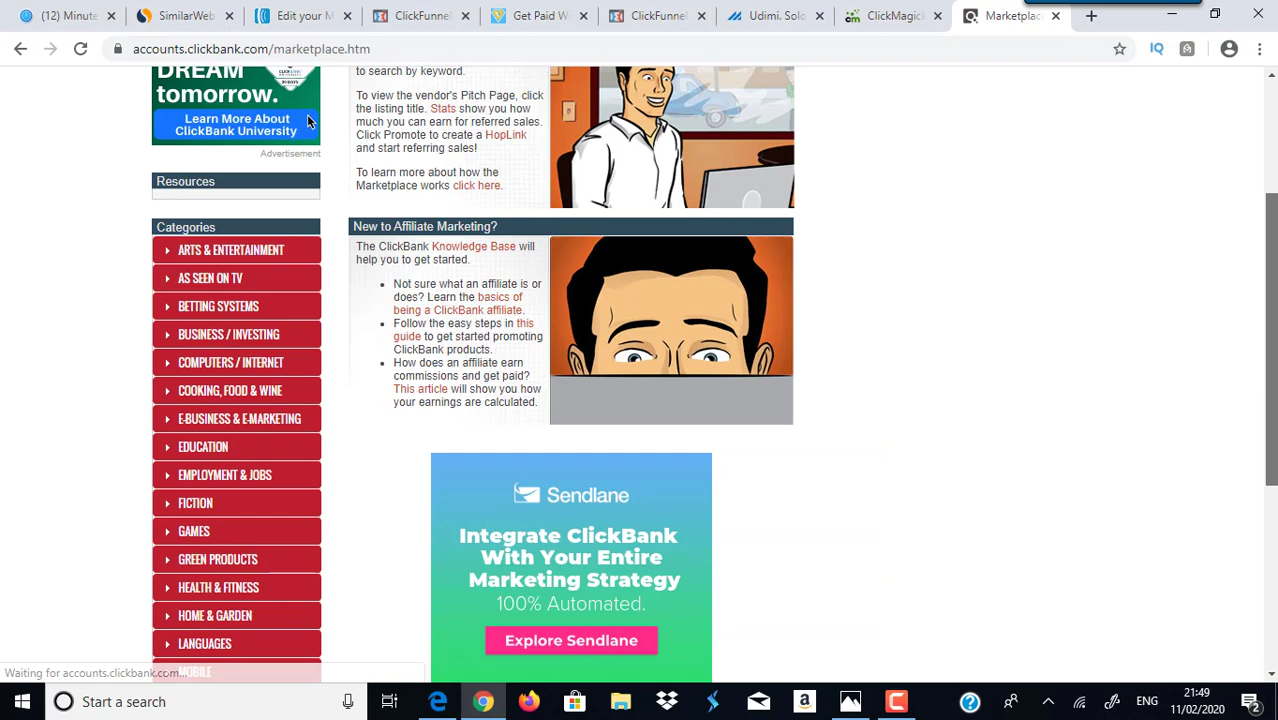 (12) Minute
SimilarWeb
Edit your M
ClickFunnel
Get Paid W
ClickFunnel
Udimi. Solo
ClickMagick
Marketplace
accounts.clickbank.com/marketplace.htm
IQ
DREAM
tomorrow.
Learn More About
ClickBank University
Advertisement
Resources
Categories
ARTS & ENTERTAINMENT
AS SEEN ON TV
BETTING SYSTEMS
BUSINESS / INVESTING
COMPUTERS / INTERNET
COOKING, FOOD & WINE
E-BUSINESS & E-MARKETING
EDUCATION
EMPLOYMENT & JOBS
FICTION
GAMES
GREEN PRODUCTS
HEALTH & FITNESS
HOME & GARDEN
LANGUAGES
MOBILE
to search by keyword.
To view the vendor's Pitch Page, click
the listing title. Stats show you how
much you can earn for referred sales.
Click Promote to create a HopLink
and start referring sales!
To learn more about how the
Marketplace works click here.
New to Affiliate Marketing?
The ClickBank Knowledge Base will
help you to get started.
Not sure what an affiliate is or
does? Learn the basics of
being a ClickBank affiliate.
Follow the easy steps in this
guide to get started promoting
ClickBank products.
How does an affiliate earn
commissions and get paid?
This article will show you how
your earnings are calculated.
Sendlane
Integrate ClickBank
With Your Entire
Marketing Strategy
100% Automated.
Explore Sendlane
Waiting for accounts.clickbank.com...
Start a search
ENG
21:49
11/02/2020
2